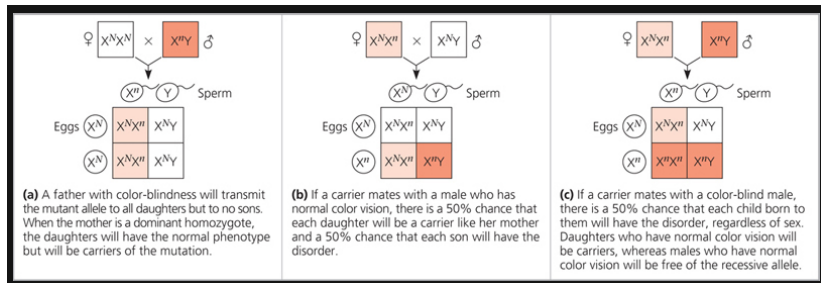 ♀ XᴺXᴺ × XⁿY ♂
Xⁿ Y Sperm
Eggs Xᴺ XᴺXⁿ XᴺY
Xᴺ XᴺXⁿ XᴺY
(a) A father with color-blindness will transmit
the mutant allele to all daughters but to no sons.
When the mother is a dominant homozygote,
the daughters will have the normal phenotype
but will be carriers of the mutation.
♀ XᴺXⁿ × XᴺY ♂
Xᴺ Y Sperm
Eggs Xᴺ XᴺXⁿ XᴺY
Xⁿ XᴺXⁿ XⁿY
(b) If a carrier mates with a male who has
normal color vision, there is a 50% chance that
each daughter will be a carrier like her mother
and a 50% chance that each son will have the
disorder.
♀ XᴺXⁿ XⁿY ♂
Xⁿ Y Sperm
Eggs Xᴺ XᴺXⁿ XᴺY
Xⁿ XⁿXⁿ XⁿY
(c) If a carrier mates with a color-blind male,
there is a 50% chance that each child born to
them will have the disorder, regardless of sex.
Daughters who have normal color vision will
be carriers, whereas males who have normal
color vision will be free of the recessive allele.